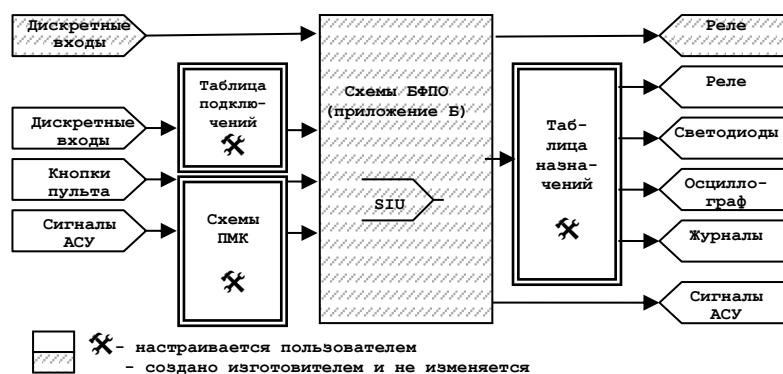 Дискретные
входы
Таблица
подклю-
чений
Дискретные
входы
Кнопки
пульта
Сигналы
АСУ
Схемы
ПМК
Схемы БФПО
(приложение Б)
SIU
Таб-
лица
назна-
чений
Реле
Реле
Светодиоды
Осцилло-
граф
Журналы
Сигналы
АСУ
- настраивается пользователем
- создано изготовителем и не изменяется